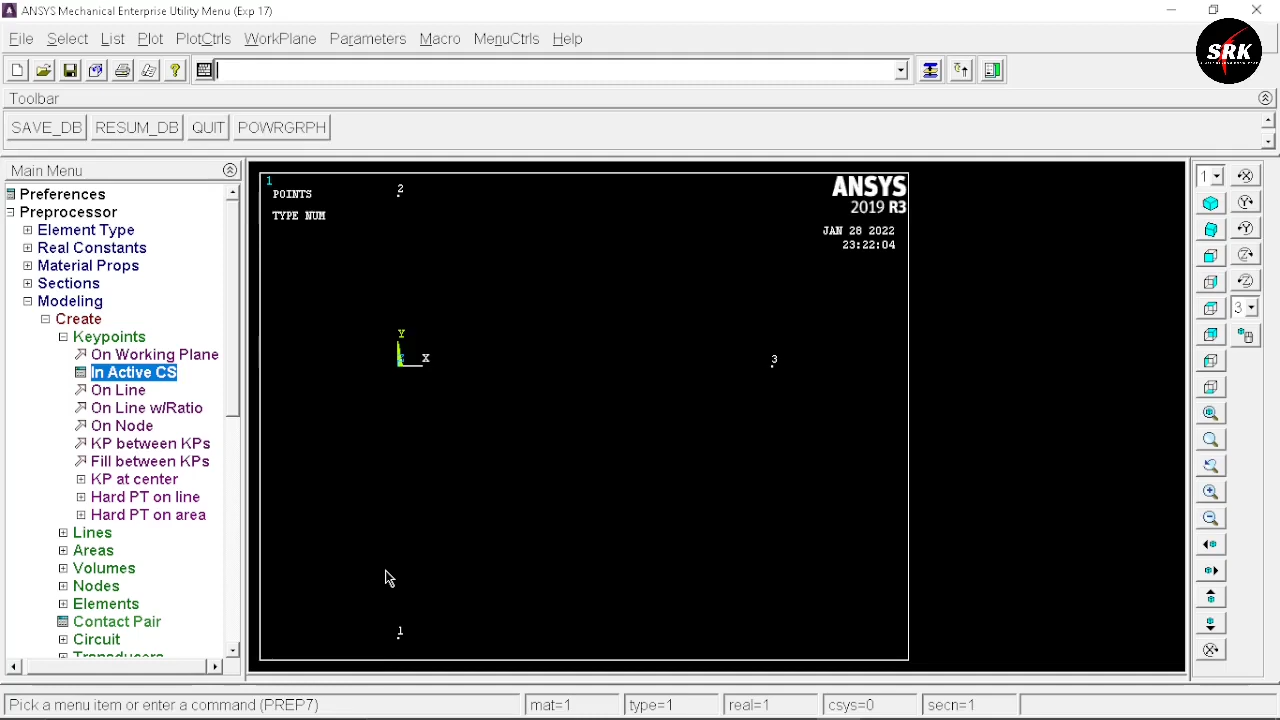 ANSYS Mechanical Enterprise Utility Menu (Exp 17)
File Select List Plot PlotCtrls WorkPlane Parameters Macro MenuCtrls Help
SRK
Toolbar
SAVE_DB RESUM_DB QUIT POWRGRPH
Main Menu
Preferences
Preprocessor
Element Type
Real Constants
Material Props
Sections
Modeling
Create
Keypoints
On Working Plane
In Active CS
On Line
On Line w/Ratio
On Node
KP between KPs
Fill between KPs
KP at center
Hard PT on line
Hard PT on area
Lines
Areas
Volumes
Nodes
Elements
Contact Pair
Circuit
Transducers
1
POINTS
TYPE NUM
2
ANSYS
2019 R3
JAN 28 2022
23:22:04
Y
X
3
1
1
3
Pick a menu item or enter a command (PREP7) mat=1 type=1 real=1 csys=0 secn=1